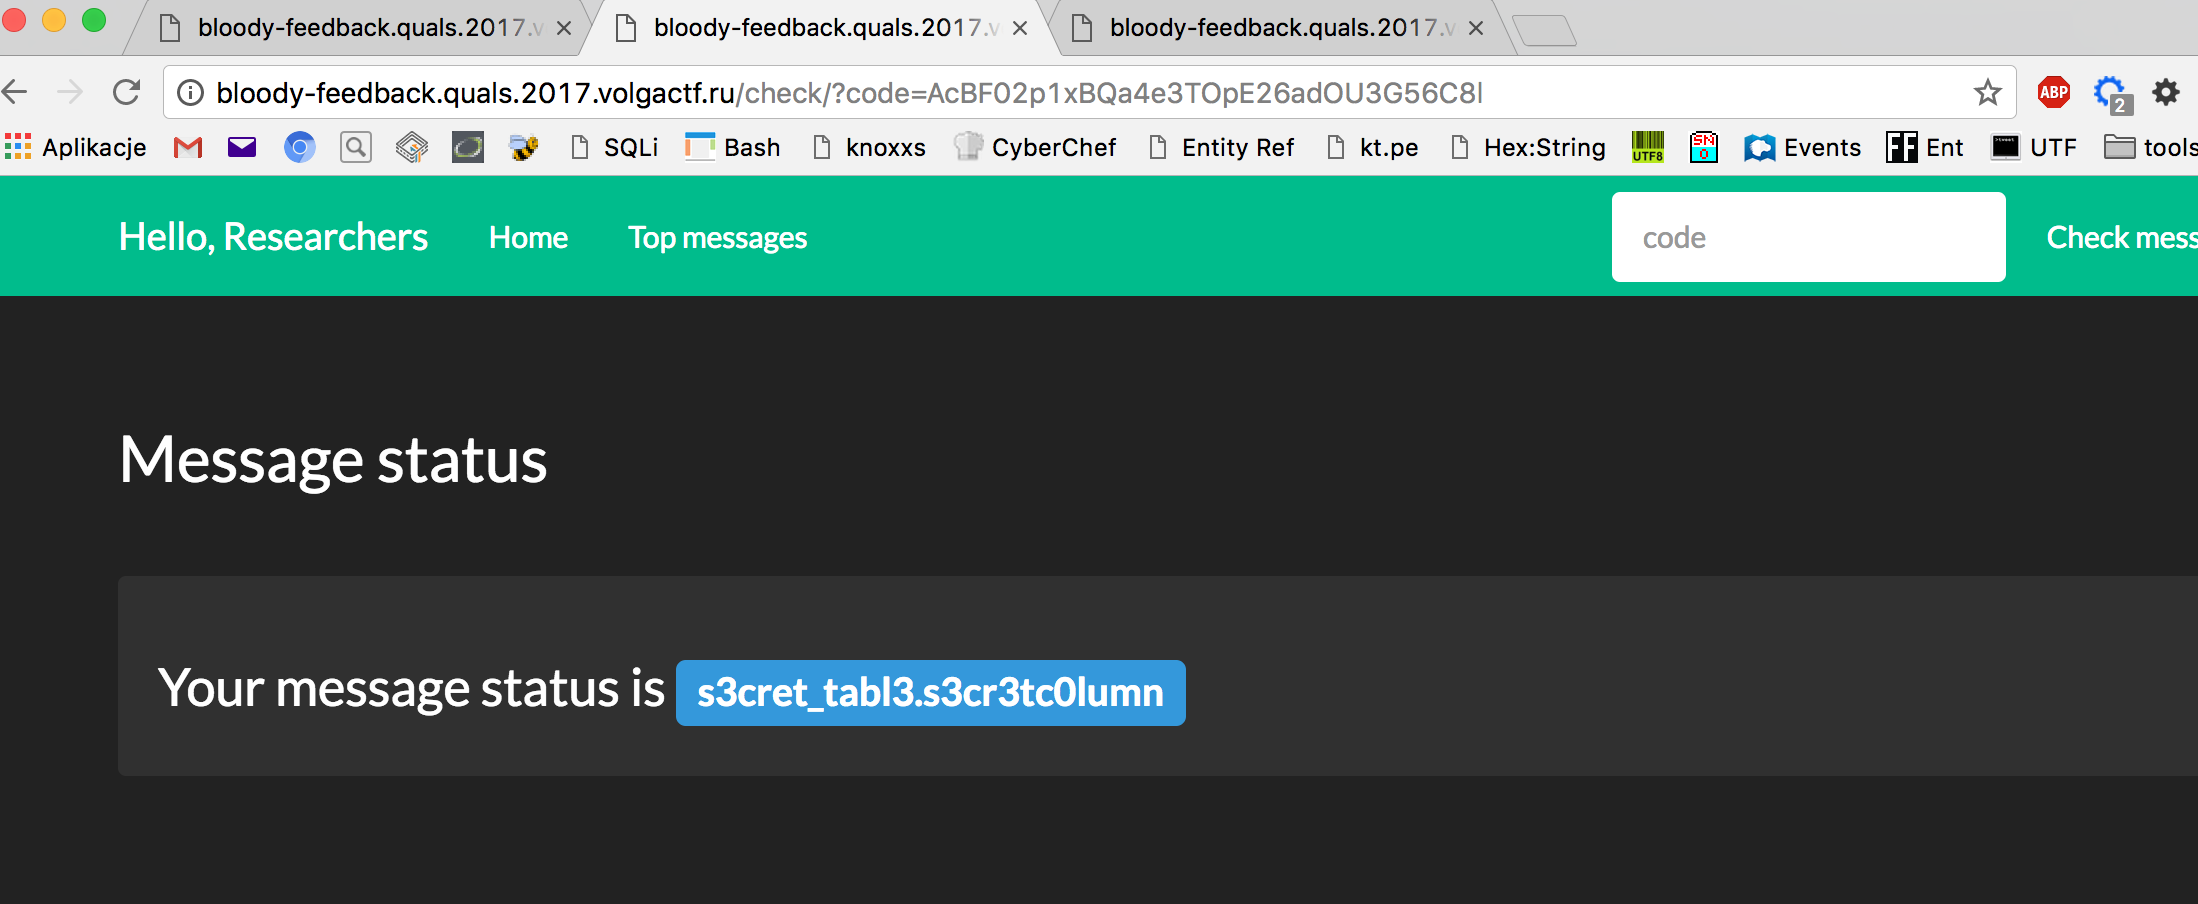 bloody-feedback.quals.2017.v bloody-feedback.quals.2017.v bloody-feedback.quals.2017.v
bloody-feedback.quals.2017.volgactf.ru/check/?code=AcBF02p1xBQa4e3TOpE26adOU3G56C8l ABP 2
Aplikacje SQLi Bash knoxxs CyberChef Entity Ref kt.pe Hex:String UTF8 SN0 Events FF Ent UTF tools
Hello, Researchers Home Top messages code Check mess
Message status
Your message status is s3cret_tabl3.s3cr3tc0lumn